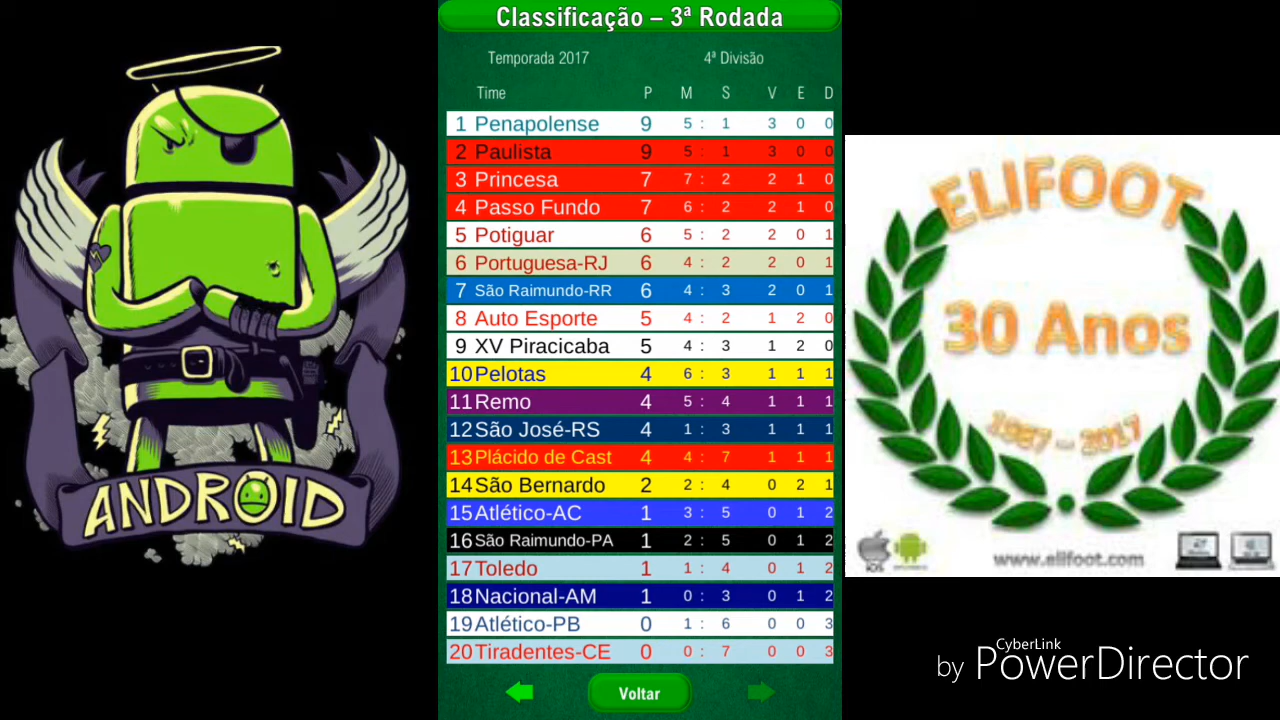 Classificação – 3ª Rodada
Temporada 2017 4ª Divisão
Time P M S V E D
1 Penapolense 9 5 : 1 3 0 0
2 Paulista 9 5 : 1 3 0 0
3 Princesa 7 7 : 2 2 1 0
4 Passo Fundo 7 6 : 2 2 1 0
5 Potiguar 6 5 : 2 2 0 1
6 Portuguesa-RJ 6 4 : 2 2 0 1
7 São Raimundo-RR 6 4 : 3 2 0 1
8 Auto Esporte 5 4 : 2 1 2 0
9 XV Piracicaba 5 4 : 3 1 2 0
10 Pelotas 4 6 : 3 1 1 1
11 Remo 4 5 : 4 1 1 1
12 São José-RS 4 1 : 3 1 1 1
13 Plácido de Cast 4 4 : 7 1 1 1
14 São Bernardo 2 2 : 4 0 2 1
15 Atlético-AC 1 3 : 5 0 1 2
16 São Raimundo-PA 1 2 : 5 0 1 2
17 Toledo 1 1 : 4 0 1 2
18 Nacional-AM 1 0 : 3 0 1 2
19 Atlético-PB 0 1 : 6 0 0 3
20 Tiradentes-CE 0 0 : 7 0 0 3
Voltar
ANDROID
ELIFOOT
30 Anos
1987 – 2017
iOS
www.elifoot.com
CyberLink
by PowerDirector